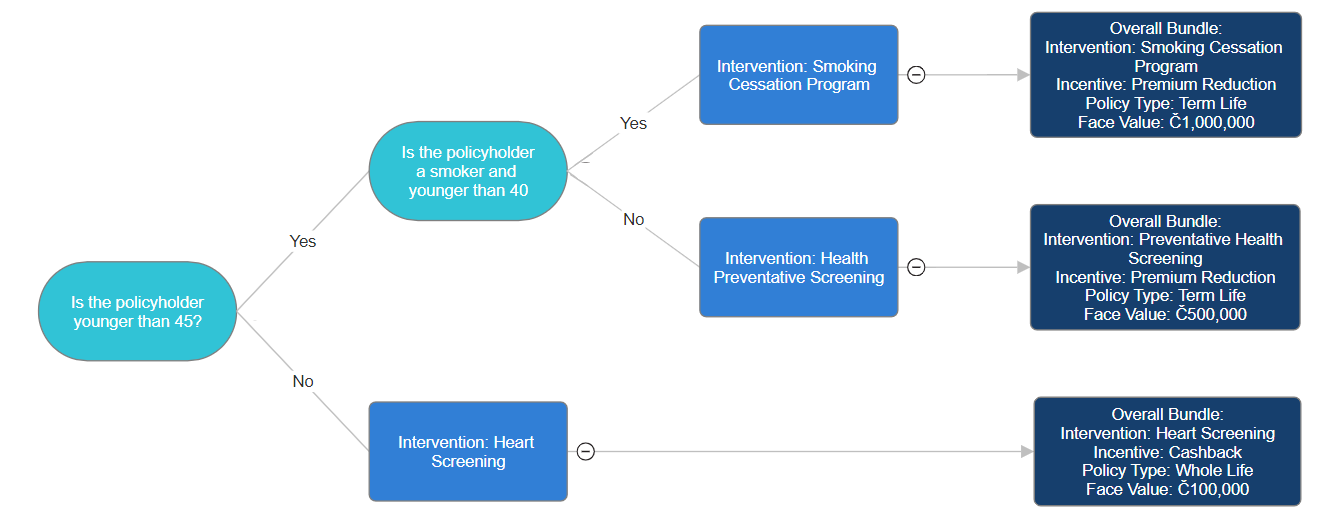 Is the policyholder
younger than 45?
Yes
No
Is the policyholder
a smoker and
younger than 40
Yes
No
Intervention: Smoking
Cessation Program
Intervention: Health
Preventative Screening
Intervention: Heart
Screening
Overall Bundle:
Intervention: Smoking Cessation
Program
Incentive: Premium Reduction
Policy Type: Term Life
Face Value: Č1,000,000
Overall Bundle:
Intervention: Preventative Health
Screening
Incentive: Premium Reduction
Policy Type: Term Life
Face Value: Č500,000
Overall Bundle:
Intervention: Heart Screening
Incentive: Cashback
Policy Type: Whole Life
Face Value: Č100,000